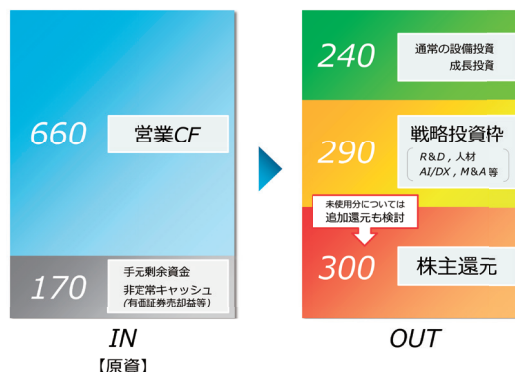 660
営業CF
170
手元剰余資金
非定常キャッシュ
(有価証券売却益等)
IN
【原資】
240
通常の設備投資
成長投資
290
戦略投資枠
R&D , 人材
AI/DX , M&A 等
未使用分については
追加還元も検討
300
株主還元
OUT